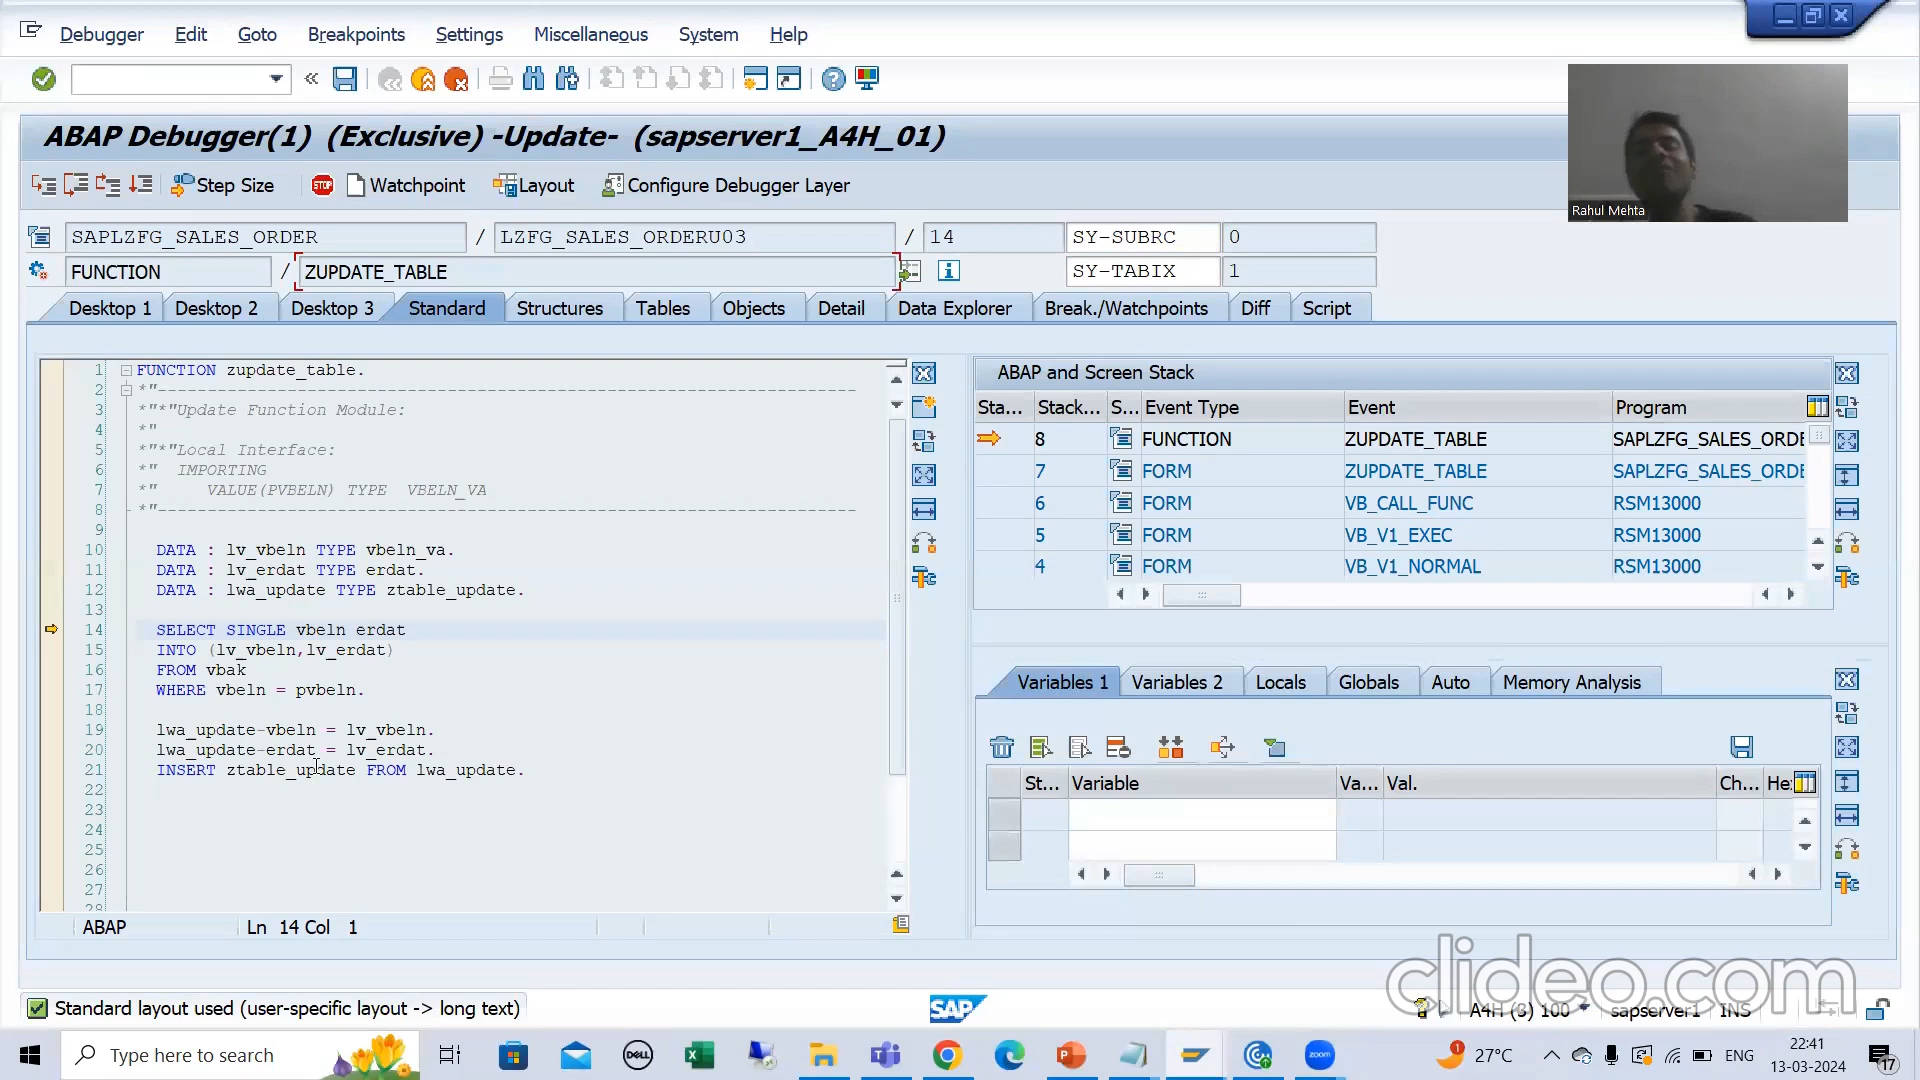 Debugger Edit Goto Breakpoints Settings Miscellaneous System Help
ABAP Debugger(1) (Exclusive) -Update- (sapserver1_A4H_01)
Step Size STOP Watchpoint Layout Configure Debugger Layer
Rahul Mehta
SAPLZFG_SALES_ORDER / LZFG_SALES_ORDERU03 / 14 SY-SUBRC 0
FUNCTION / ZUPDATE_TABLE SY-TABIX 1
Desktop 1 Desktop 2 Desktop 3 Standard Structures Tables Objects Detail Data Explorer Break./Watchpoints Diff Script
1 FUNCTION zupdate_table.
2 *"----------------------------------------------------------------------
3 *"*"Update Function Module:
4 *"
5 *"*"Local Interface:
6 *" IMPORTING
7 *" VALUE(PVBELN) TYPE VBELN_VA
8 *"----------------------------------------------------------------------
9
10 DATA : lv_vbeln TYPE vbeln_va.
11 DATA : lv_erdat TYPE erdat.
12 DATA : lwa_update TYPE ztable_update.
13
14 SELECT SINGLE vbeln erdat
15 INTO (lv_vbeln,lv_erdat)
16 FROM vbak
17 WHERE vbeln = pvbeln.
18
19 lwa_update-vbeln = lv_vbeln.
20 lwa_update-erdat = lv_erdat.
21 INSERT ztable_update FROM lwa_update.
22
23
24
25
26
27
28
ABAP Ln 14 Col 1
ABAP and Screen Stack
Sta... Stack... S... Event Type Event Program
8 FUNCTION ZUPDATE_TABLE SAPLZFG_SALES_ORDE
7 FORM ZUPDATE_TABLE SAPLZFG_SALES_ORDE
6 FORM VB_CALL_FUNC RSM13000
5 FORM VB_V1_EXEC RSM13000
4 FORM VB_V1_NORMAL RSM13000
Variables 1 Variables 2 Locals Globals Auto Memory Analysis
St... Variable Va... Val. Ch... He
clideo.com
Standard layout used (user-specific layout -> long text) SAP A4H (3) 100 sapserver1 INS
Type here to search DELL zoom 1 27°C ENG 22:41
13-03-2024 17